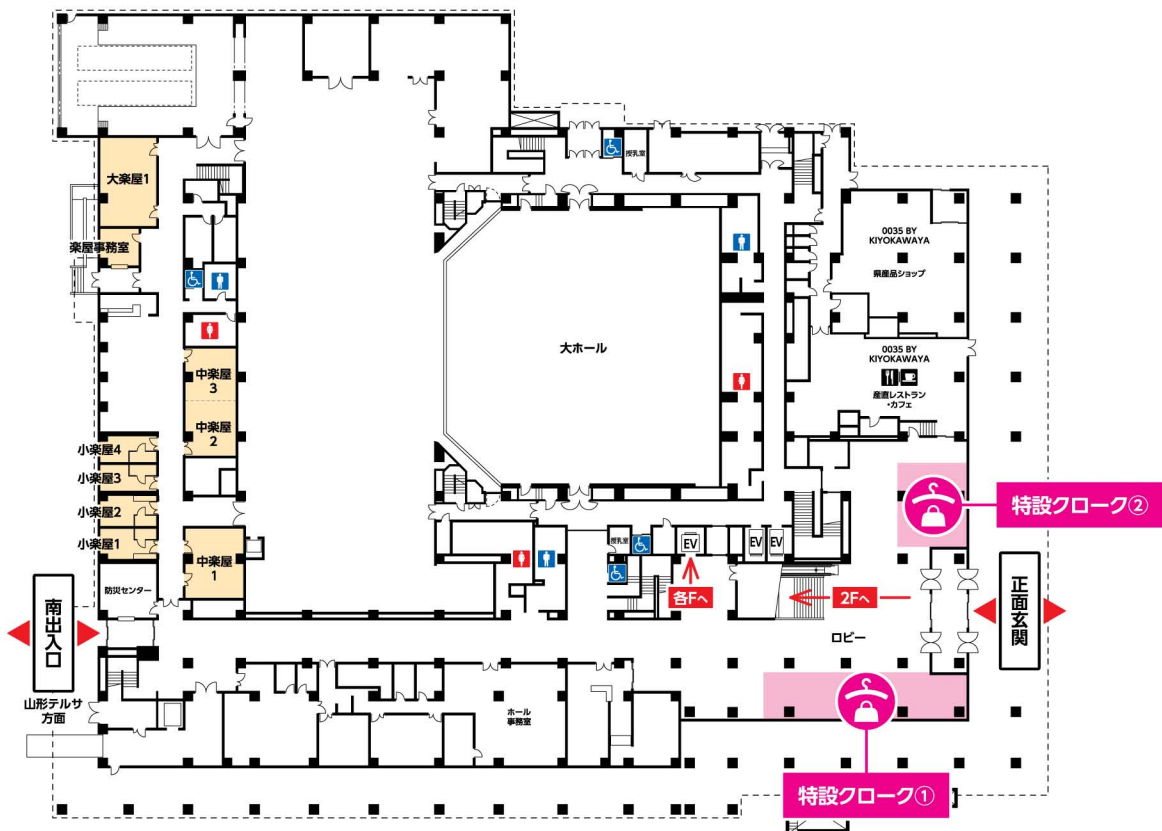 大楽屋1
楽屋事務室
授乳室
0035 BY
KIYOKAWAYA
県産品ショップ
大ホール
0035 BY
KIYOKAWAYA
産直レストラン
・カフェ
中楽屋
3
中楽屋
2
小楽屋4
小楽屋3
小楽屋2
小楽屋1
中楽屋
1
特設クローク②
授乳室
EV
EV
EV
防災センター
各Fへ
2Fへ
ロビー
南出入口
正面玄関
山形テルサ
方面
ホール
事務室
特設クローク①